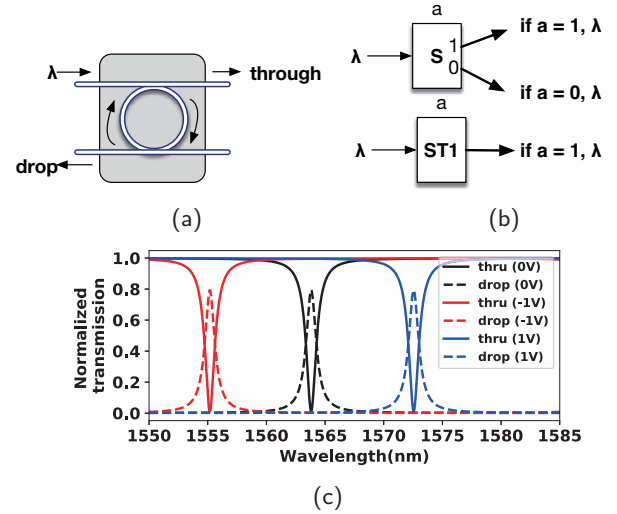 λ
through
drop
(a)
a
λ
S
1
0
if a = 1, λ
if a = 0, λ
a
λ
ST1
if a = 1, λ
(b)
Normalized
transmission
1.0
0.8
0.6
0.4
0.2
0.0
thru (0V)
drop (0V)
thru (-1V)
drop (-1V)
thru (1V)
drop (1V)
1550 1555 1560 1565 1570 1575 1580 1585
Wavelength(nm)
(c)